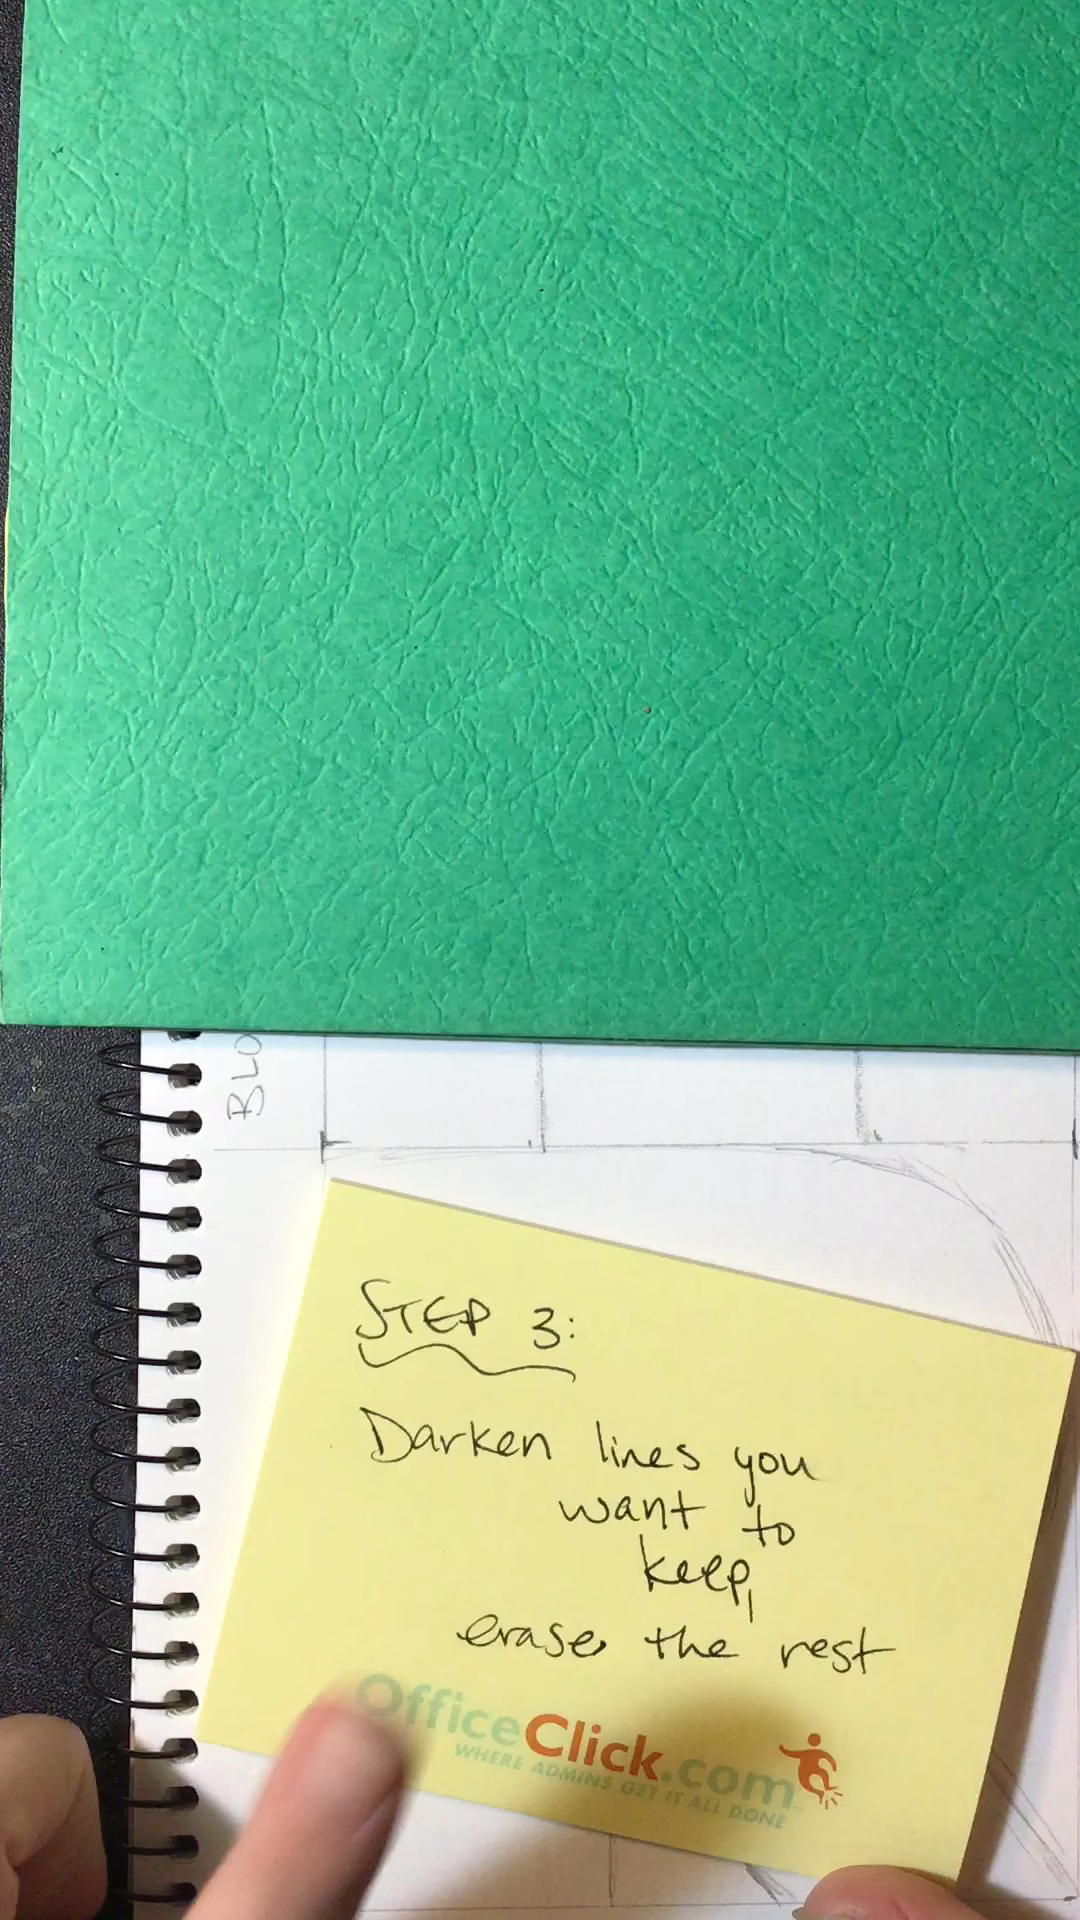 BLO
STEP 3:
Darken lines you
want to
keep,
erase the rest
OfficeClick.com
WHERE ADMINS GET IT ALL DONE